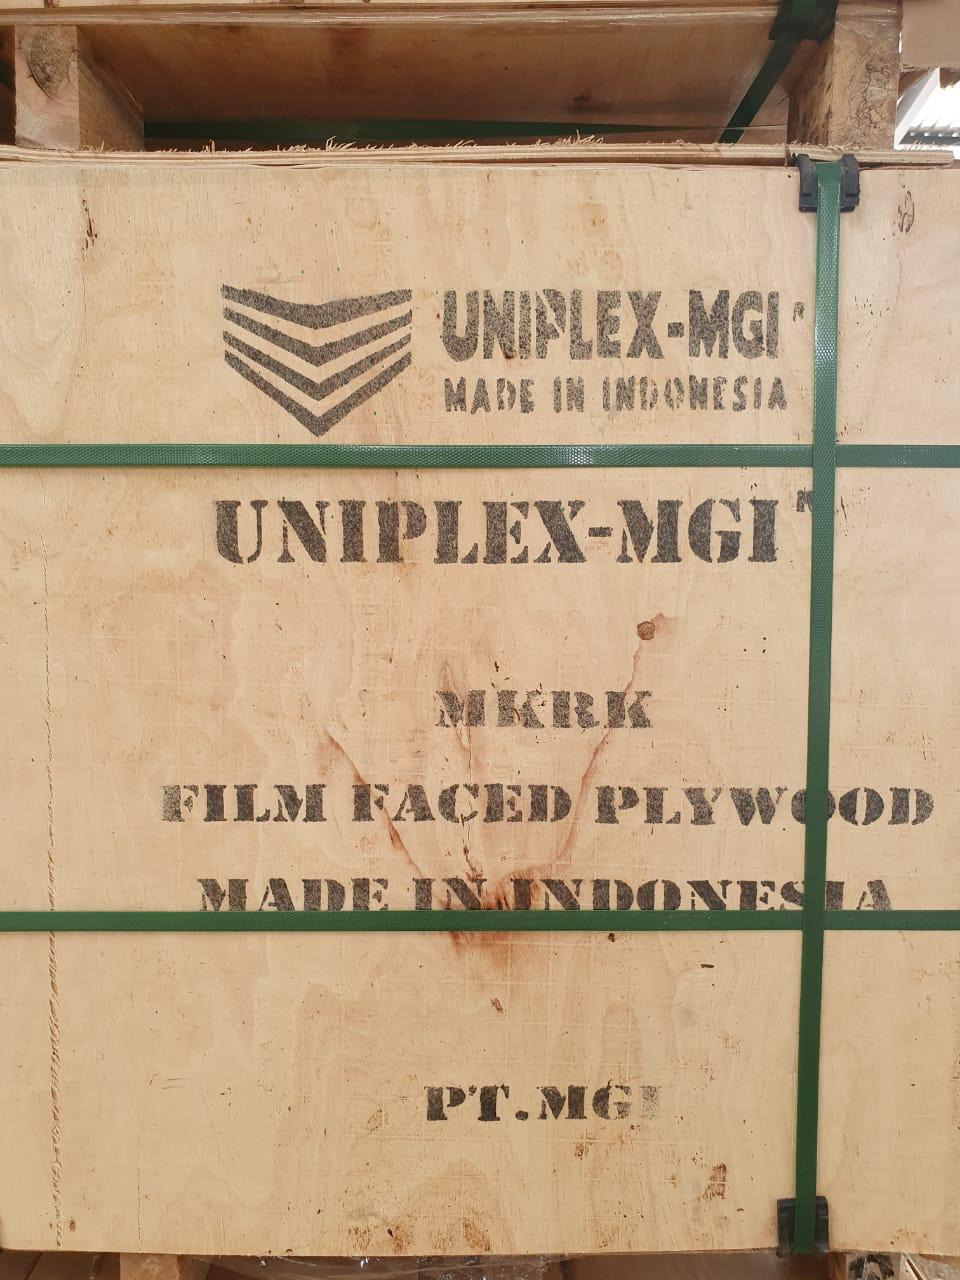 UNIPLEX-MGI
MADE IN INDONESIA
UNIPLEX-MGI
MKRK
FILM FACED PLYWOOD
MADE IN INDONESIA
PT.MGI